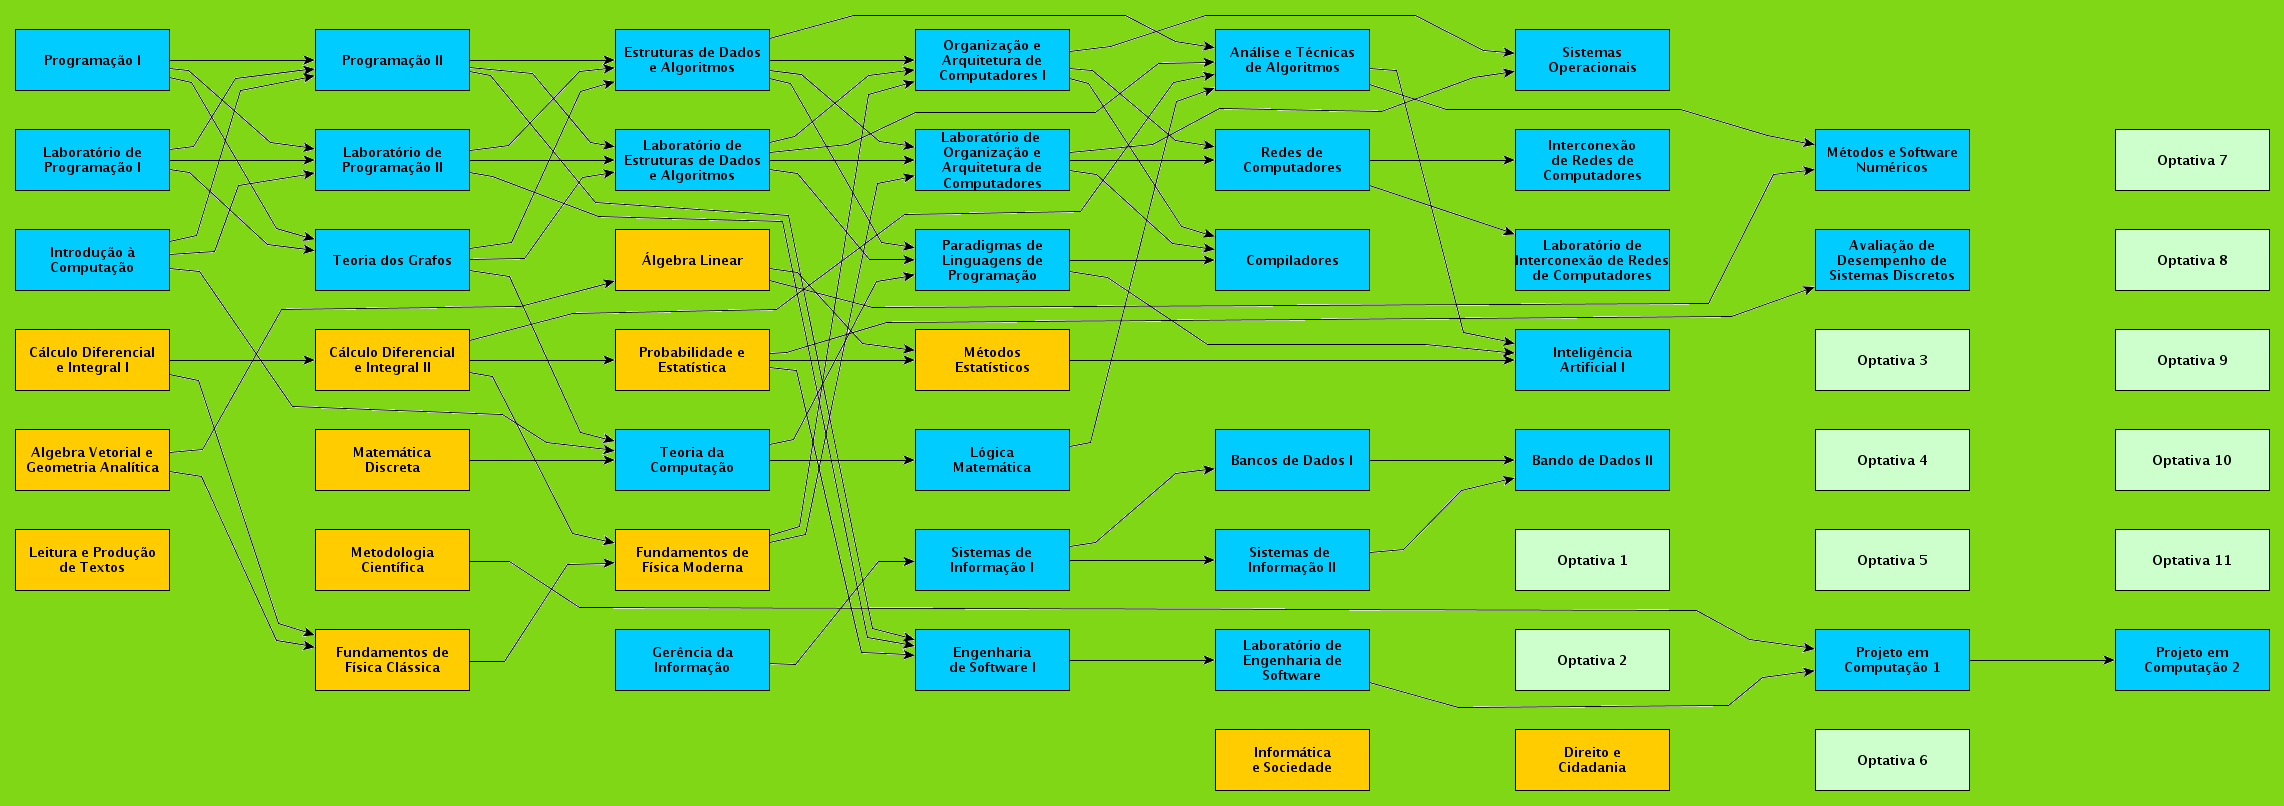 Programação I
Programação II
Estruturas de Dados
e Algoritmos
Organização e
Arquitetura de
Computadores I
Análise e Técnicas
de Algoritmos
Sistemas
Operacionais
Laboratório de
Programação I
Laboratório de
Programação II
Laboratório de
Estruturas de Dados
e Algoritmos
Laboratório de
Organização e
Arquitetura de
Computadores
Redes de
Computadores
Interconexão
de Redes de
Computadores
Métodos e Software
Numéricos
Optativa 7
Introdução à
Computação
Teoria dos Grafos
Álgebra Linear
Paradigmas de
Linguagens de
Programação
Compiladores
Laboratório de
Interconexão de Redes
de Computadores
Avaliação de
Desempenho de
Sistemas Discretos
Optativa 8
Cálculo Diferencial
e Integral I
Cálculo Diferencial
e Integral II
Probabilidade e
Estatística
Métodos
Estatísticos
Inteligência
Artificial I
Optativa 3
Optativa 9
Algebra Vetorial e
Geometria Analítica
Matemática
Discreta
Teoria da
Computação
Lógica
Matemática
Bancos de Dados I
Bando de Dados II
Optativa 4
Optativa 10
Leitura e Produção
de Textos
Metodologia
Científica
Fundamentos de
Física Moderna
Sistemas de
Informação I
Sistemas de
Informação II
Optativa 1
Optativa 5
Optativa 11
Fundamentos de
Física Clássica
Gerência da
Informação
Engenharia
de Software I
Laboratório de
Engenharia de
Software
Optativa 2
Projeto em
Computação 1
Projeto em
Computação 2
Informática
e Sociedade
Direito e
Cidadania
Optativa 6